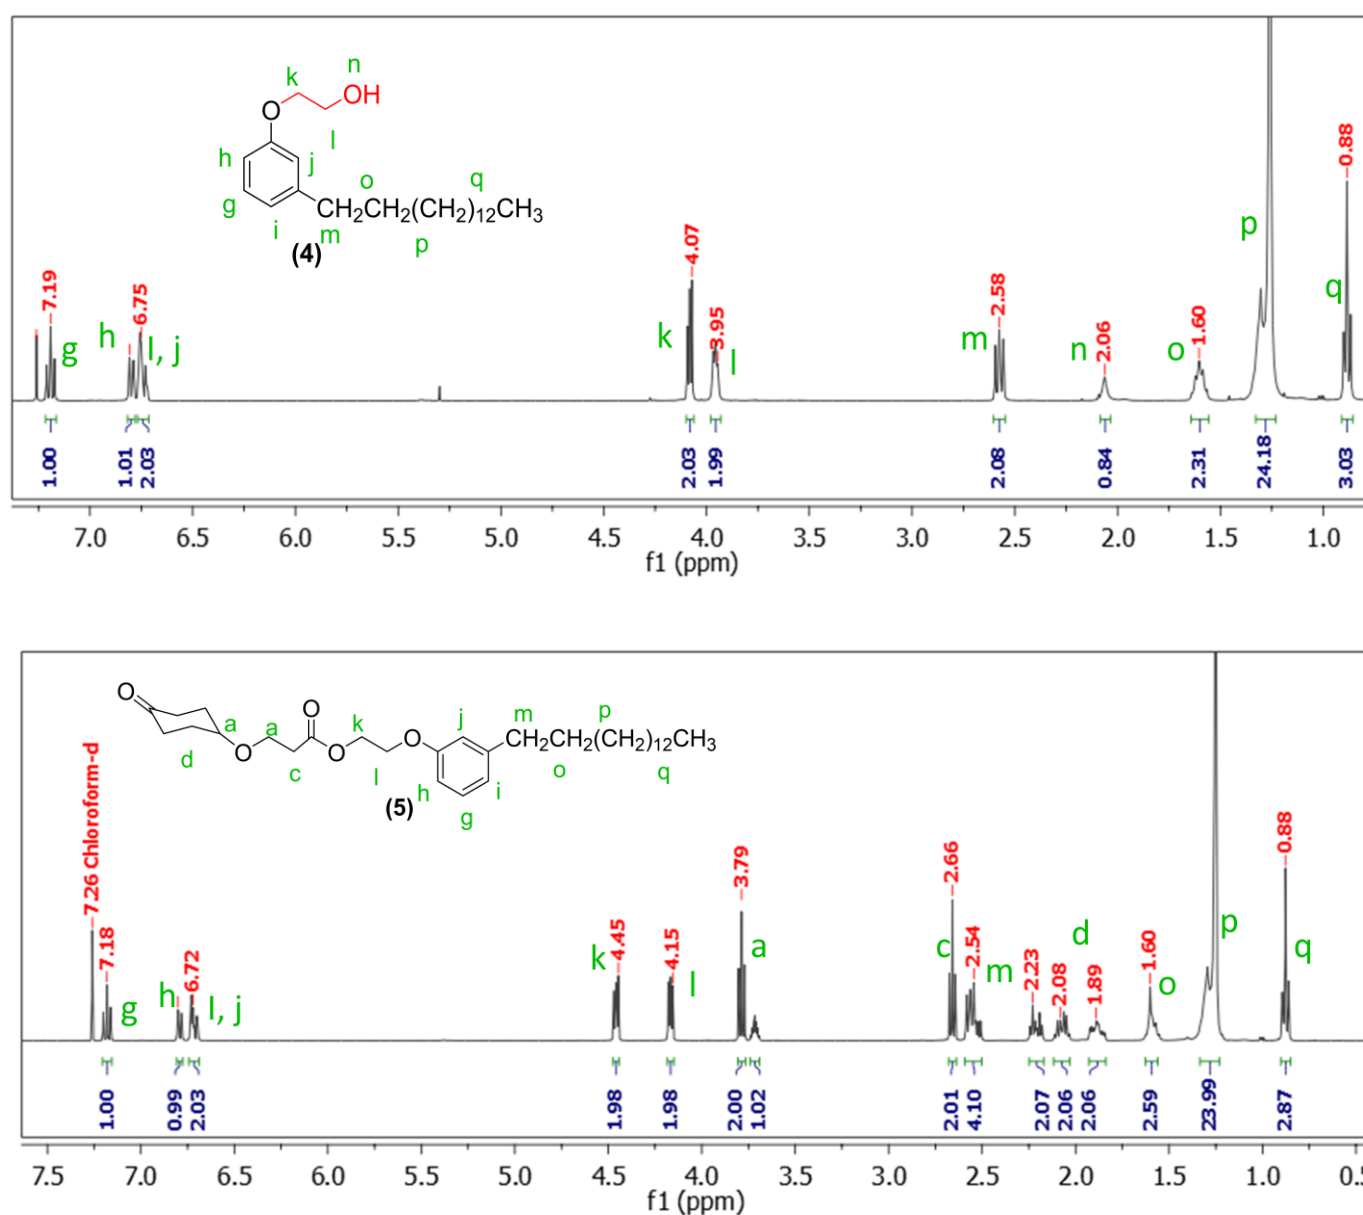 n
k
OH
O
l
h
j
o
q
g
CH₂CH₂(CH₂)₁₂CH₃
i
m
p
(4)
7.19
6.75
4.07
3.95
2.58
2.06
1.60
0.88
g
h
I, j
k
l
m
n
o
p
q
1.00
1.01
2.03
2.03
1.99
2.08
0.84
2.31
24.18
3.03
7.0 6.5 6.0 5.5 5.0 4.5 4.0 3.5 3.0 2.5 2.0 1.5 1.0
f1 (ppm)
O
a
a
O
k
j
m
p
CH₂CH₂(CH₂)₁₂CH₃
d
O
c
O
l
O
h
g
i
o
q
(5)
7.26 Chloroform-d
7.18
6.72
4.45
4.15
3.79
2.66
2.54
2.23
2.08
1.89
1.60
0.88
g
h
I, j
k
l
a
c
m
d
o
p
q
1.00
0.99
2.03
1.98
1.98
2.00
1.02
2.01
4.10
2.07
2.06
2.06
2.59
23.99
2.87
7.5 7.0 6.5 6.0 5.5 5.0 4.5 4.0 3.5 3.0 2.5 2.0 1.5 1.0
f1 (ppm)